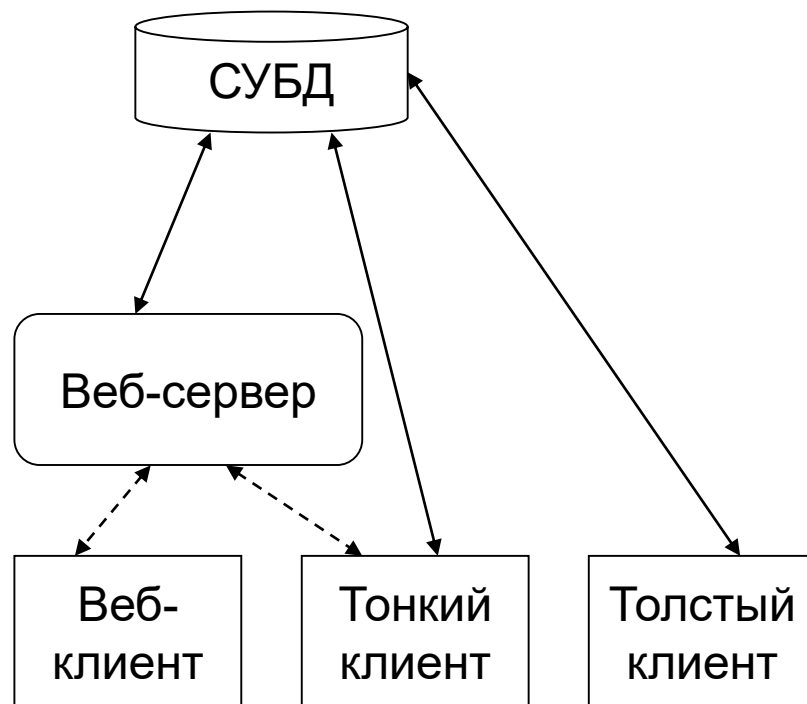 СУБД
Веб-сервер
Веб-
клиент
Тонкий
клиент
Толстый
клиент